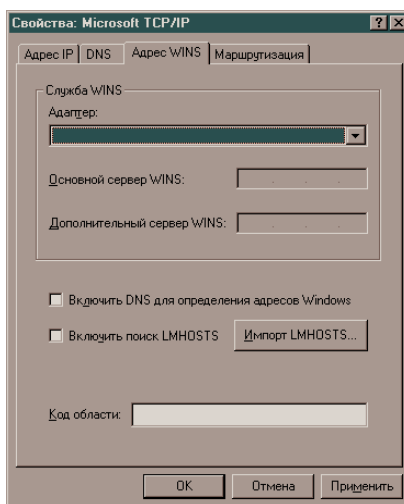 Свойства: Microsoft TCP/IP
Адрес IP DNS Адрес WINS Маршрутизация
Служба WINS
Адаптер:
Основной сервер WINS:
Дополнительный сервер WINS:
Включить DNS для определения адресов Windows
Включить поиск LMHOSTS Импорт LMHOSTS...
Код области:
OK Отмена Применить